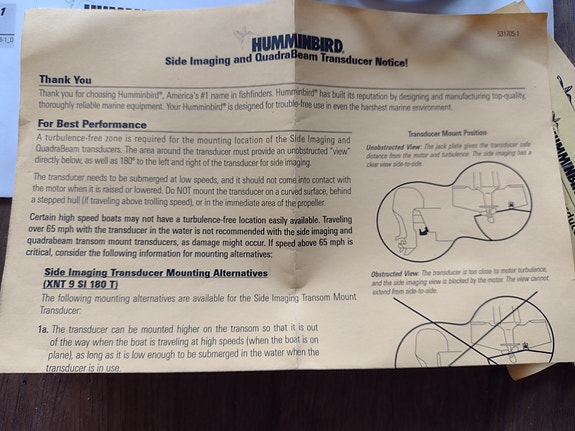 HUMMINBIRD®
531705-1
Side Imaging and QuadraBeam Transducer Notice!
Thank You
Thank you for choosing Humminbird®, America's #1 name in fishfinders. Humminbird® has built its reputation by designing and manufacturing top-quality,
thoroughly reliable marine equipment. Your Humminbird® is designed for trouble-free use in even the harshest marine environment.
For Best Performance
A turbulence-free zone is required for the mounting location of the Side Imaging and
QuadraBeam transducers. The area around the transducer must provide an unobstructed "view"
directly below, as well as 180° to the left and right of the transducer for side imaging.
The transducer needs to be submerged at low speeds, and it should not come into contact with
the motor when it is raised or lowered. Do NOT mount the transducer on a curved surface, behind
a stepped hull (if traveling above trolling speed), or in the immediate area of the propeller.
Certain high speed boats may not have a turbulence-free location easily available. Traveling
over 65 mph with the transducer in the water is not recommended with the side imaging and
quadrabeam transom mount transducers, as damage might occur. If speed above 65 mph is
critical, consider the following information for mounting alternatives:
Side Imaging Transducer Mounting Alternatives
(XNT 9 SI 180 T)
The following mounting alternatives are available for the Side Imaging Transom Mount
Transducer:
1a. The transducer can be mounted higher on the transom so that it is out
of the way when the boat is traveling at high speeds (when the boat is on
plane), as long as it is low enough to be submerged in the water when the
transducer is in use.
Transducer Mount Position
Unobstructed View: The jack plate gives the transducer safe
distance from the motor and turbulence. The side imaging has a
clear view side-to-side.
Obstructed View: The transducer is too close to motor turbulence,
and the side imaging view is blocked by the motor. The view cannot
extend from side-to-side.